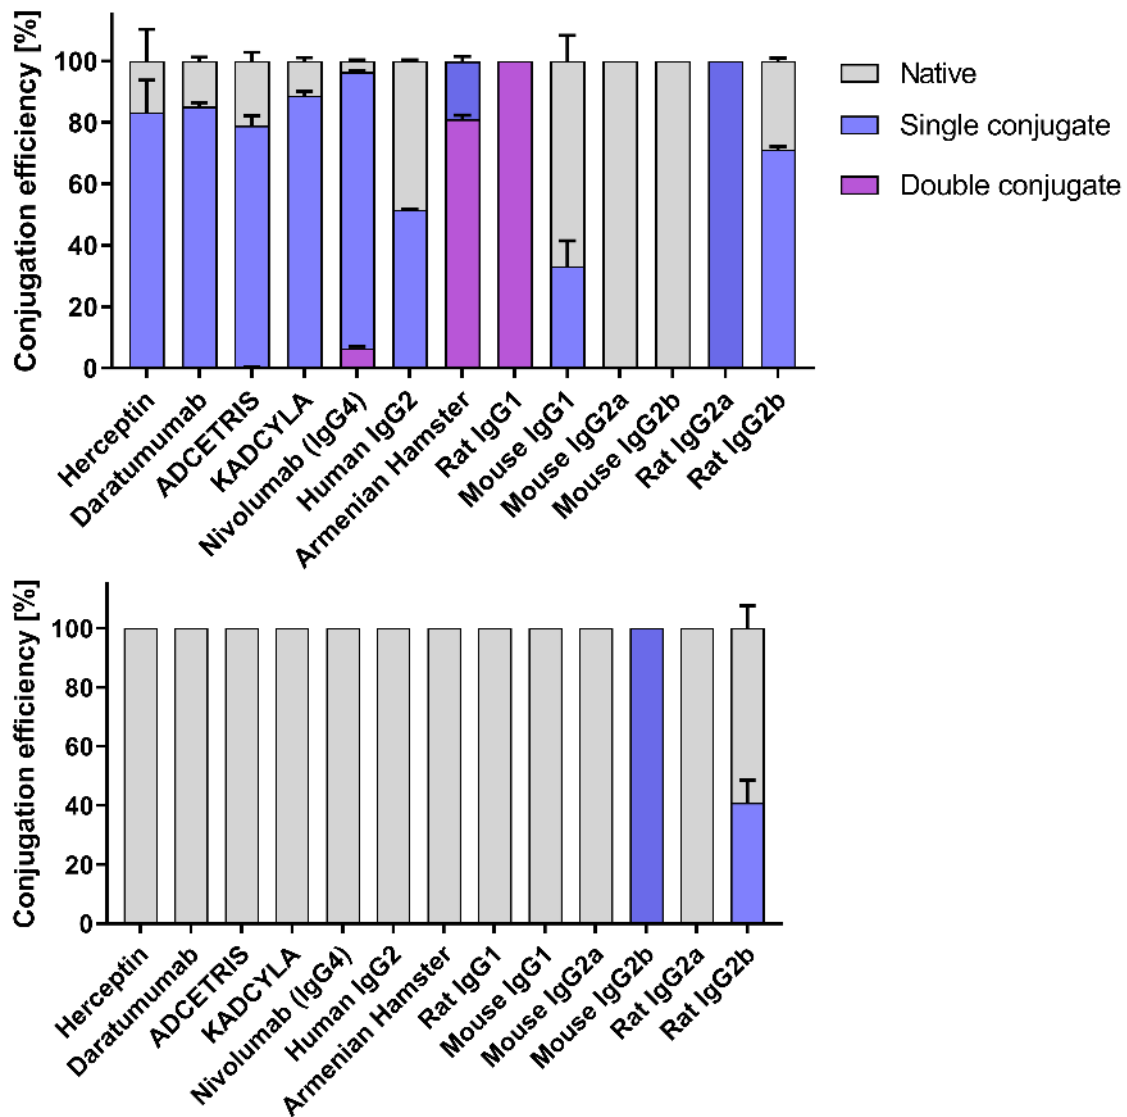 Conjugation efficiency [%]
100
80
60
40
20
0
Herceptin
Daratumumab
ADCETRIS
KADCYLA
Nivolumab (IgG4)
Human IgG2
Armenian Hamster
Rat IgG1
Mouse IgG1
Mouse IgG2a
Mouse IgG2b
Rat IgG2a
Rat IgG2b
Native
Single conjugate
Double conjugate
Conjugation efficiency [%]
100
80
60
40
20
0
Herceptin
Daratumumab
ADCETRIS
KADCYLA
Nivolumab (IgG4)
Human IgG2
Armenian Hamster
Rat IgG1
Mouse IgG1
Mouse IgG2a
Mouse IgG2b
Rat IgG2a
Rat IgG2b